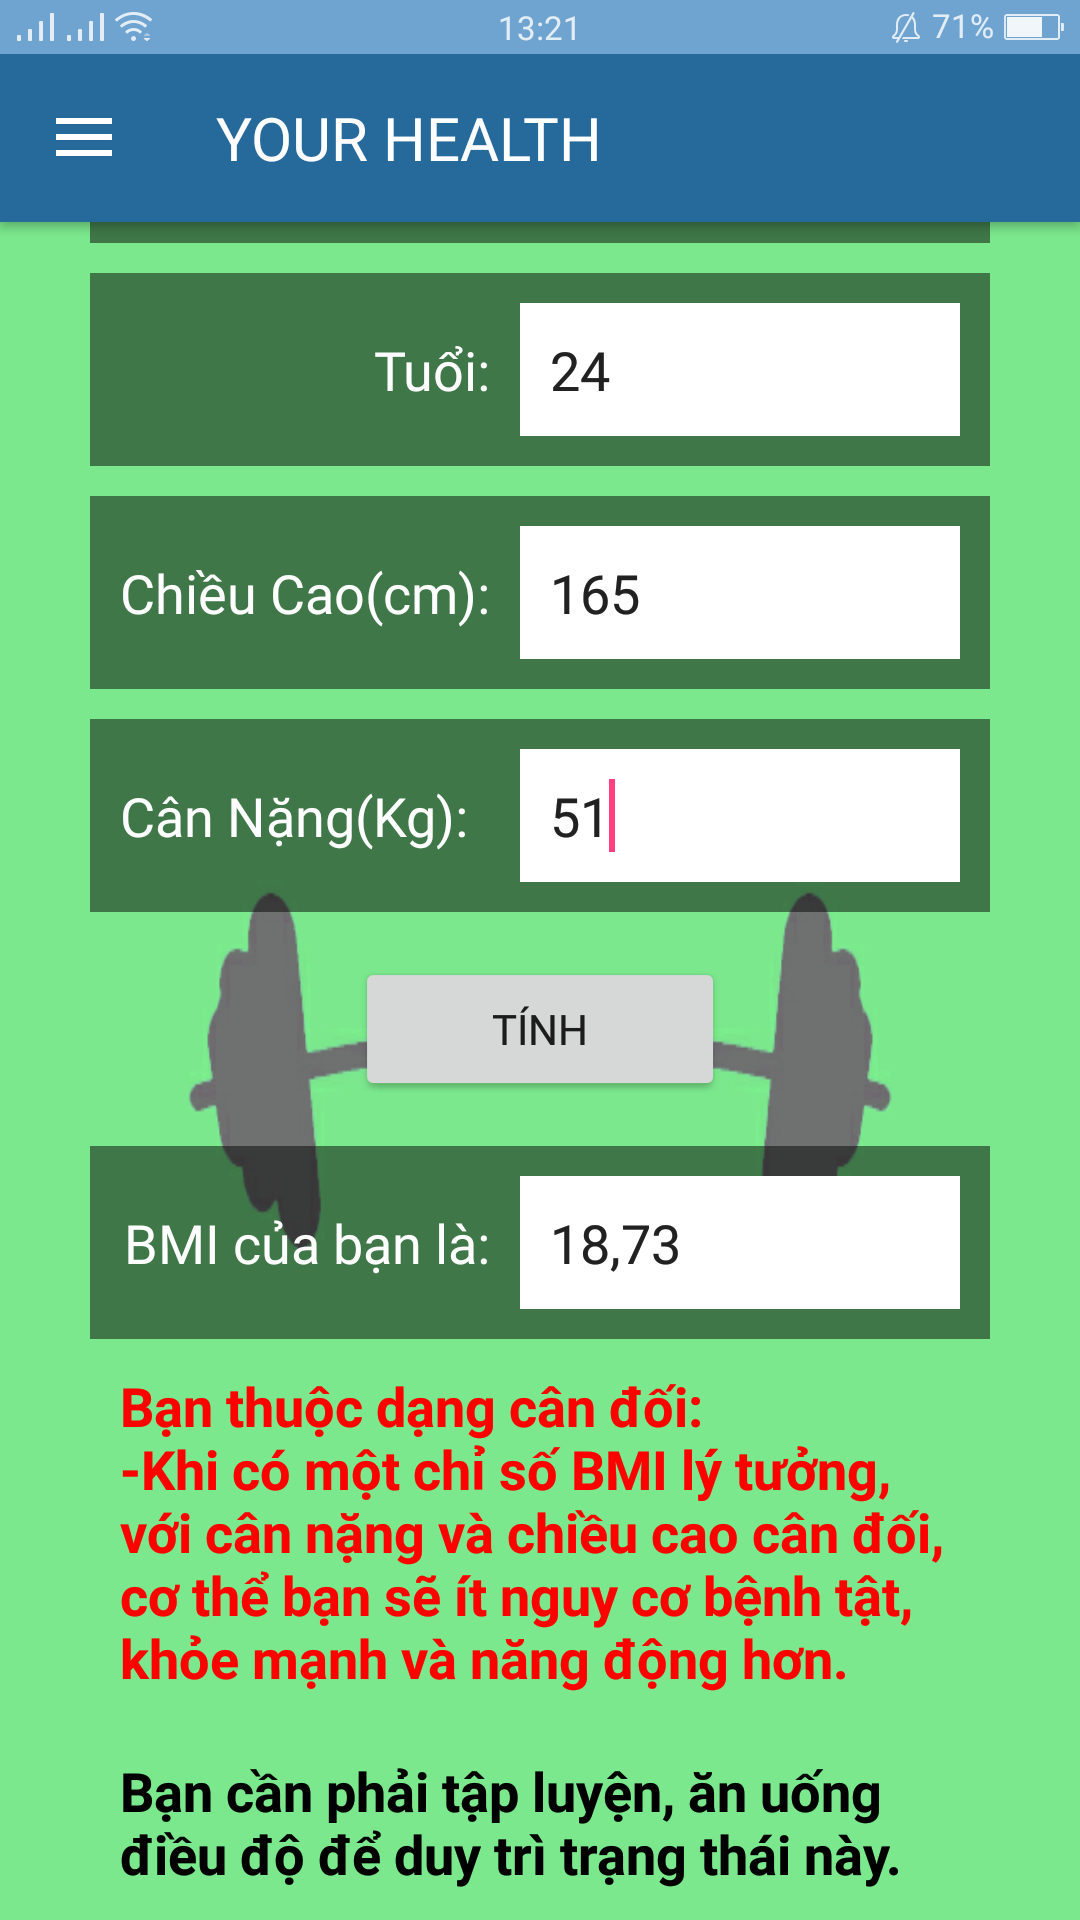 13:21
71%
YOUR HEALTH
Tuổi:
24
Chiều Cao(cm):
165
Cân Nặng(Kg):
51
TÍNH
BMI của bạn là:
18,73
Bạn thuộc dạng cân đối:
-Khi có một chỉ số BMI lý tưởng,
với cân nặng và chiều cao cân đối,
cơ thể bạn sẽ ít nguy cơ bệnh tật,
khỏe mạnh và năng động hơn.
Bạn cần phải tập luyện, ăn uống
điều độ để duy trì trạng thái này.